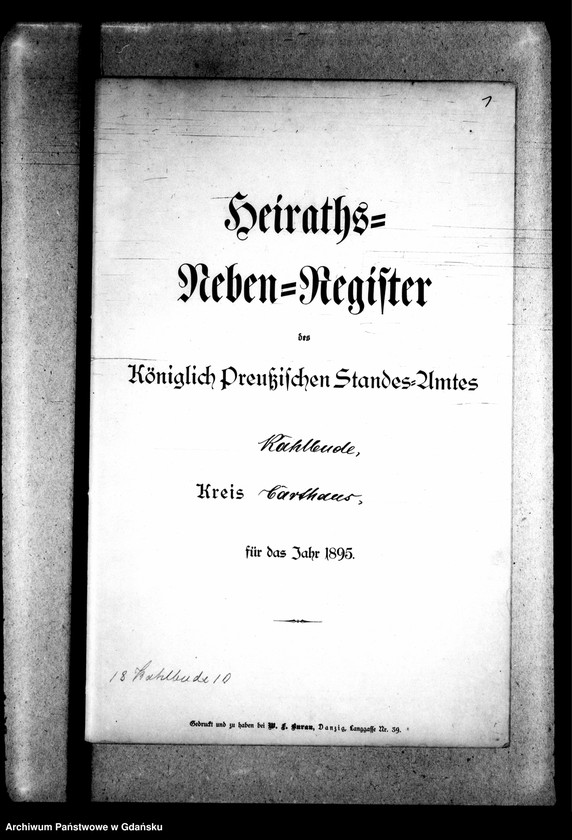 1
Heiraths=
Neben=Register
des
Königlich Preußischen Standes=Amtes
Kahlbude,
Kreis Carthaus,
für das Jahr 1895.
18 Kahlbude 10
Gedruckt und zu haben bei W. F. Burau, Danzig, Langgasse Nr. 39.
Archiwum Państwowe w Gdańsku